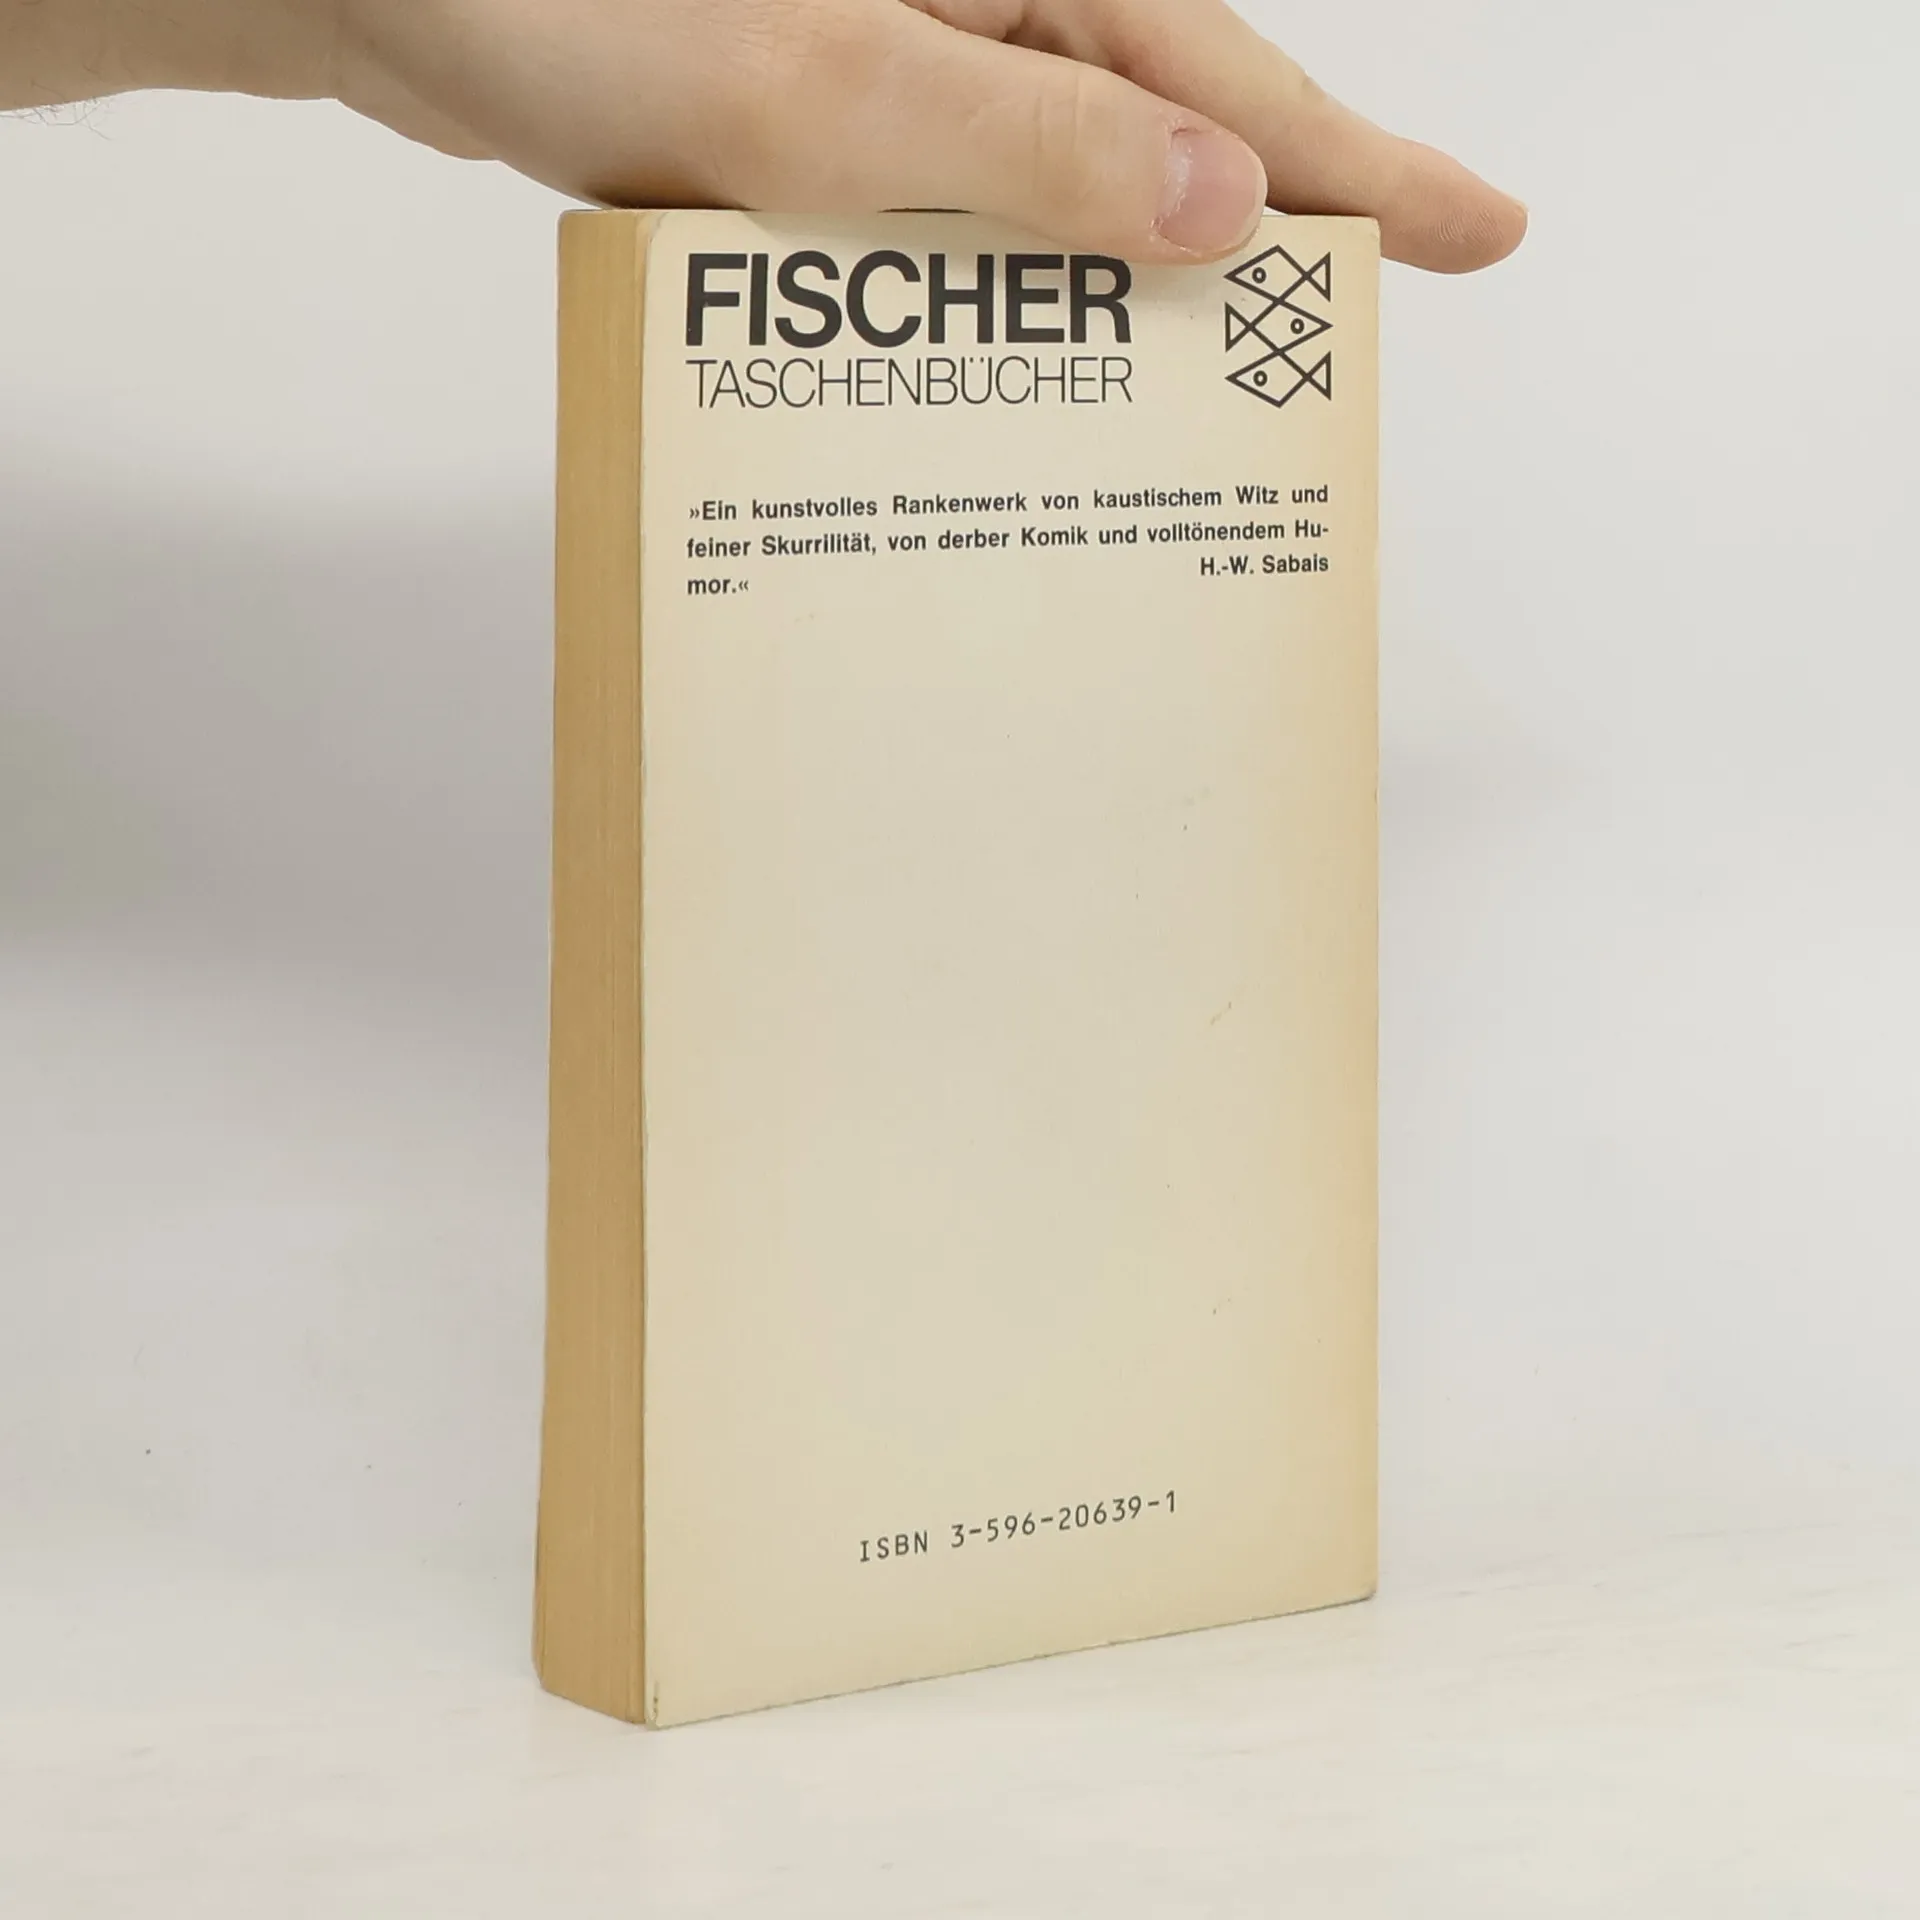 FISCHER
TASCHENBÜCHER
»Ein kunstvolles Rankenwerk von kaustischem Witz und
feiner Skurrilität, von derber Komik und volltönendem Hu-
mor.« H.-W. Sabais
ISBN 3-596-20639-1